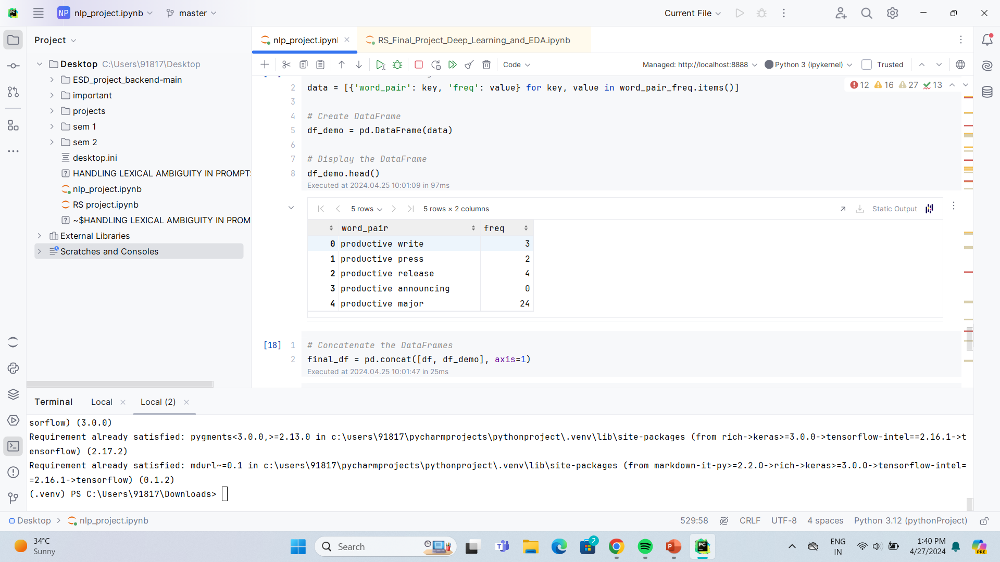 NP nlp_project.ipynb master Current File
Project
nlp_project.ipynl RS_Final_Project_Deep_Learning_and_EDA.ipynb
Code Managed: http://localhost:8888 Python 3 (ipykernel) Trusted
12 16 27 13
Desktop C:\Users\91817\Desktop
ESD_project_backend-main
important
projects
sem 1
sem 2
desktop.ini
HANDLING LEXICAL AMBIGUITY IN PROMPTS
nlp_project.ipynb
RS project.ipynb
~$HANDLING LEXICAL AMBIGUITY IN PROM
External Libraries
Scratches and Consoles
2 data = [{'word_pair': key, 'freq': value} for key, value in word_pair_freq.items()]
3
4 # Create DataFrame
5 df_demo = pd.DataFrame(data)
6
7 # Display the DataFrame
8 df_demo.head()
Executed at 2024.04.25 10:01:09 in 97ms
5 rows 5 rows × 2 columns Static Output
word_pair freq
0 productive write 3
1 productive press 2
2 productive release 4
3 productive announcing 0
4 productive major 24
[18] 1 # Concatenate the DataFrames
2 final_df = pd.concat([df, df_demo], axis=1)
Executed at 2024.04.25 10:01:47 in 25ms
Terminal Local Local (2)
sorflow) (3.0.0)
Requirement already satisfied: pygments<3.0.0,>=2.13.0 in c:\users\91817\pycharmprojects\pythonproject\.venv\lib\site-packages (from rich->keras>=3.0.0->tensorflow-intel==2.16.1->t
ensorflow) (2.17.2)
Requirement already satisfied: mdurl~=0.1 in c:\users\91817\pycharmprojects\pythonproject\.venv\lib\site-packages (from markdown-it-py>=2.2.0->rich->keras>=3.0.0->tensorflow-intel=
=2.16.1->tensorflow) (0.1.2)
(.venv) PS C:\Users\91817\Downloads>
Desktop nlp_project.ipynb 529:58 CRLF UTF-8 4 spaces Python 3.12 (pythonProject)
34°C
Sunny
Search
2
ENG
IN
1:40 PM
4/27/2024
PRE